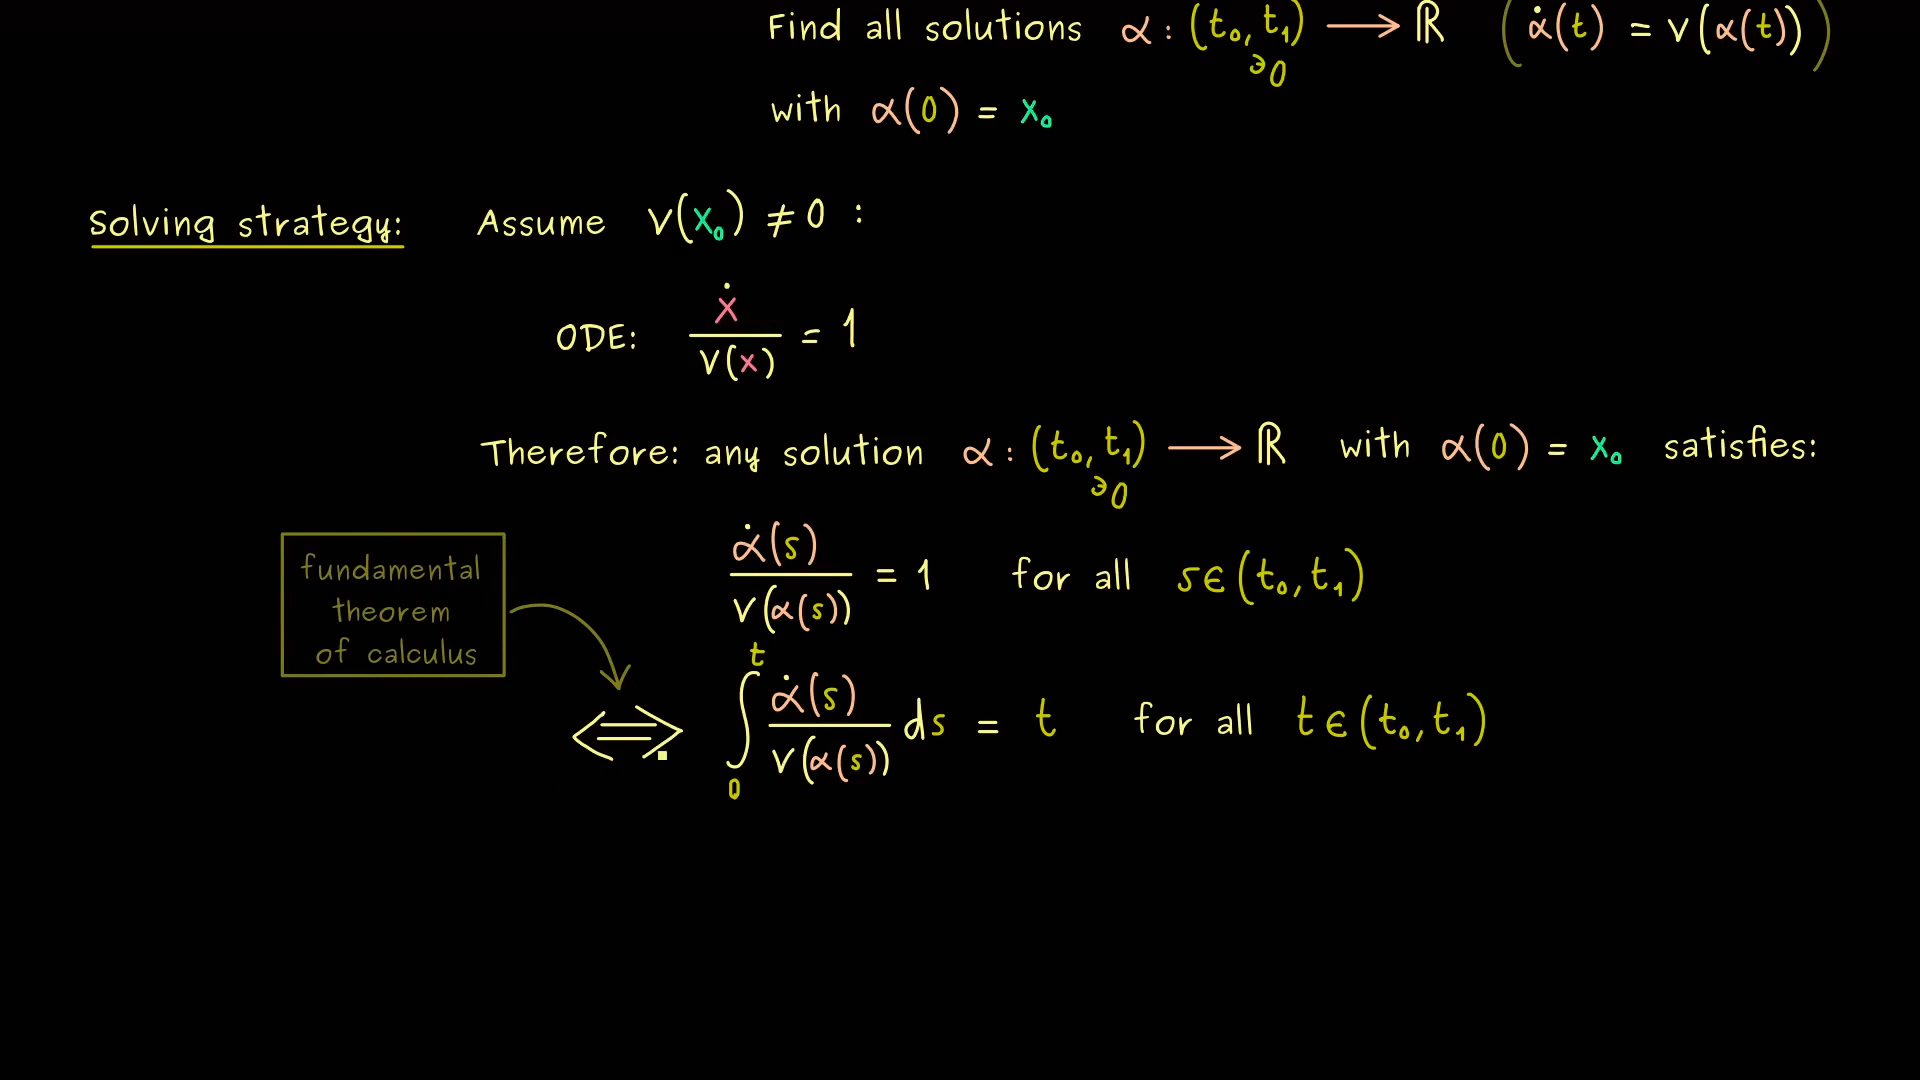 Find all solutions α : (t₀, t₁) ⟶ ℝ ( α̇(t) = v(α(t)) )
∋0
with α(0) = x₀
Solving strategy: Assume v(x₀) ≠ 0 :
ODE: ẋ / v(x) = 1
Therefore: any solution α : (t₀, t₁) ⟶ ℝ with α(0) = x₀ satisfies:
∋0
α̇(s) / v(α(s)) = 1 for all s ∈ (t₀, t₁)
fundamental
theorem
of calculus
⟺ ∫₀ᵗ α̇(s) / v(α(s)) ds = t for all t ∈ (t₀, t₁)